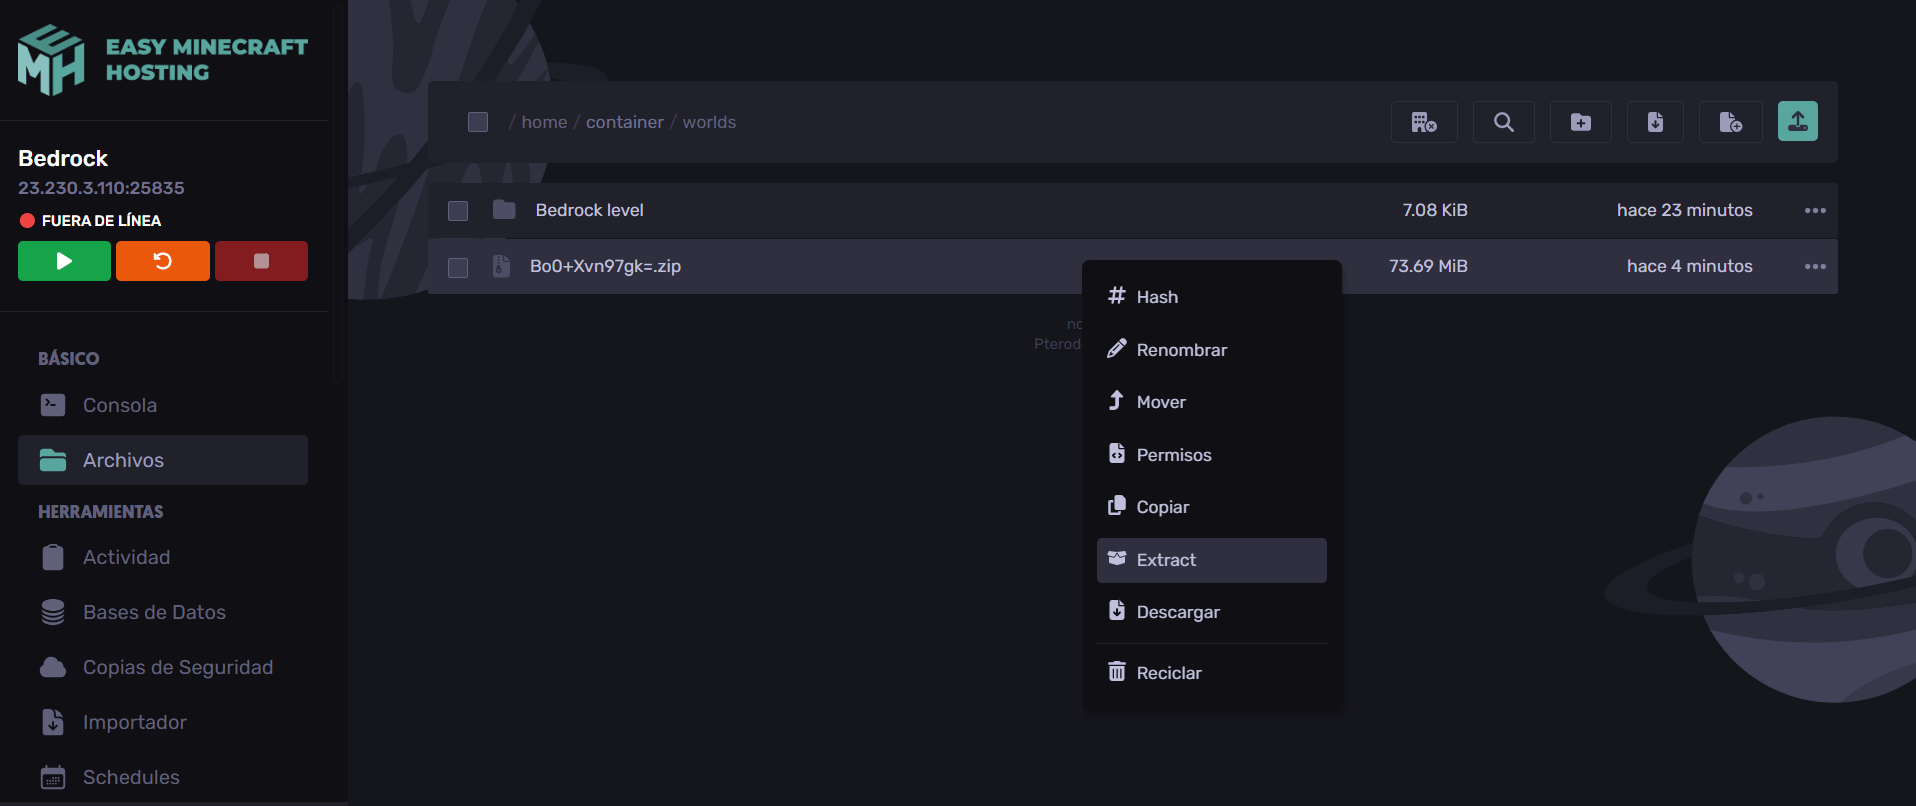 EASY MINECRAFT
HOSTING
Bedrock
23.230.3.110:25835
FUERA DE LÍNEA
BÁSICO
Consola
Archivos
HERRAMIENTAS
Actividad
Bases de Datos
Copias de Seguridad
Importador
Schedules
/ home / container / worlds
Bedrock level 7.08 KiB hace 23 minutos
Bo0+Xvn97gk=.zip 73.69 MiB hace 4 minutos
Hash
Renombrar
Mover
Permisos
Copiar
Extract
Descargar
Reciclar